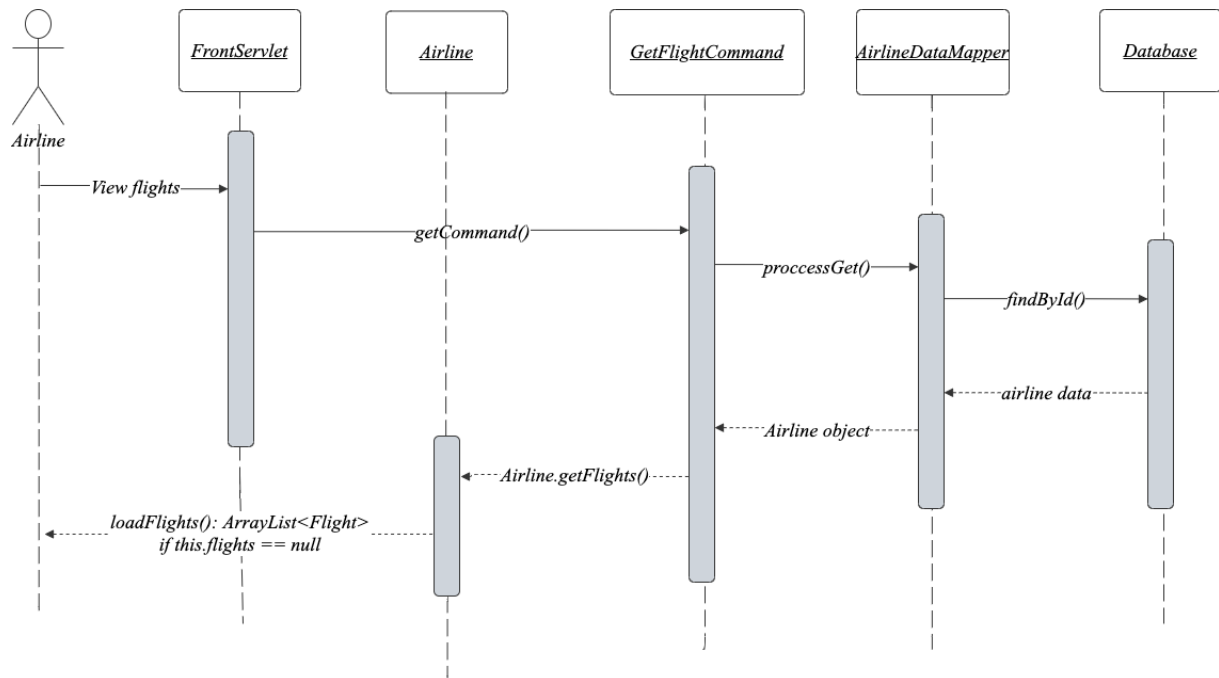 FrontServlet
Airline
GetFlightCommand
AirlineDataMapper
Database
Airline
View flights
getCommand()
proccessGet()
findById()
airline data
Airline object
Airline.getFlights()
loadFlights(): ArrayList<Flight>
if this.flights == null